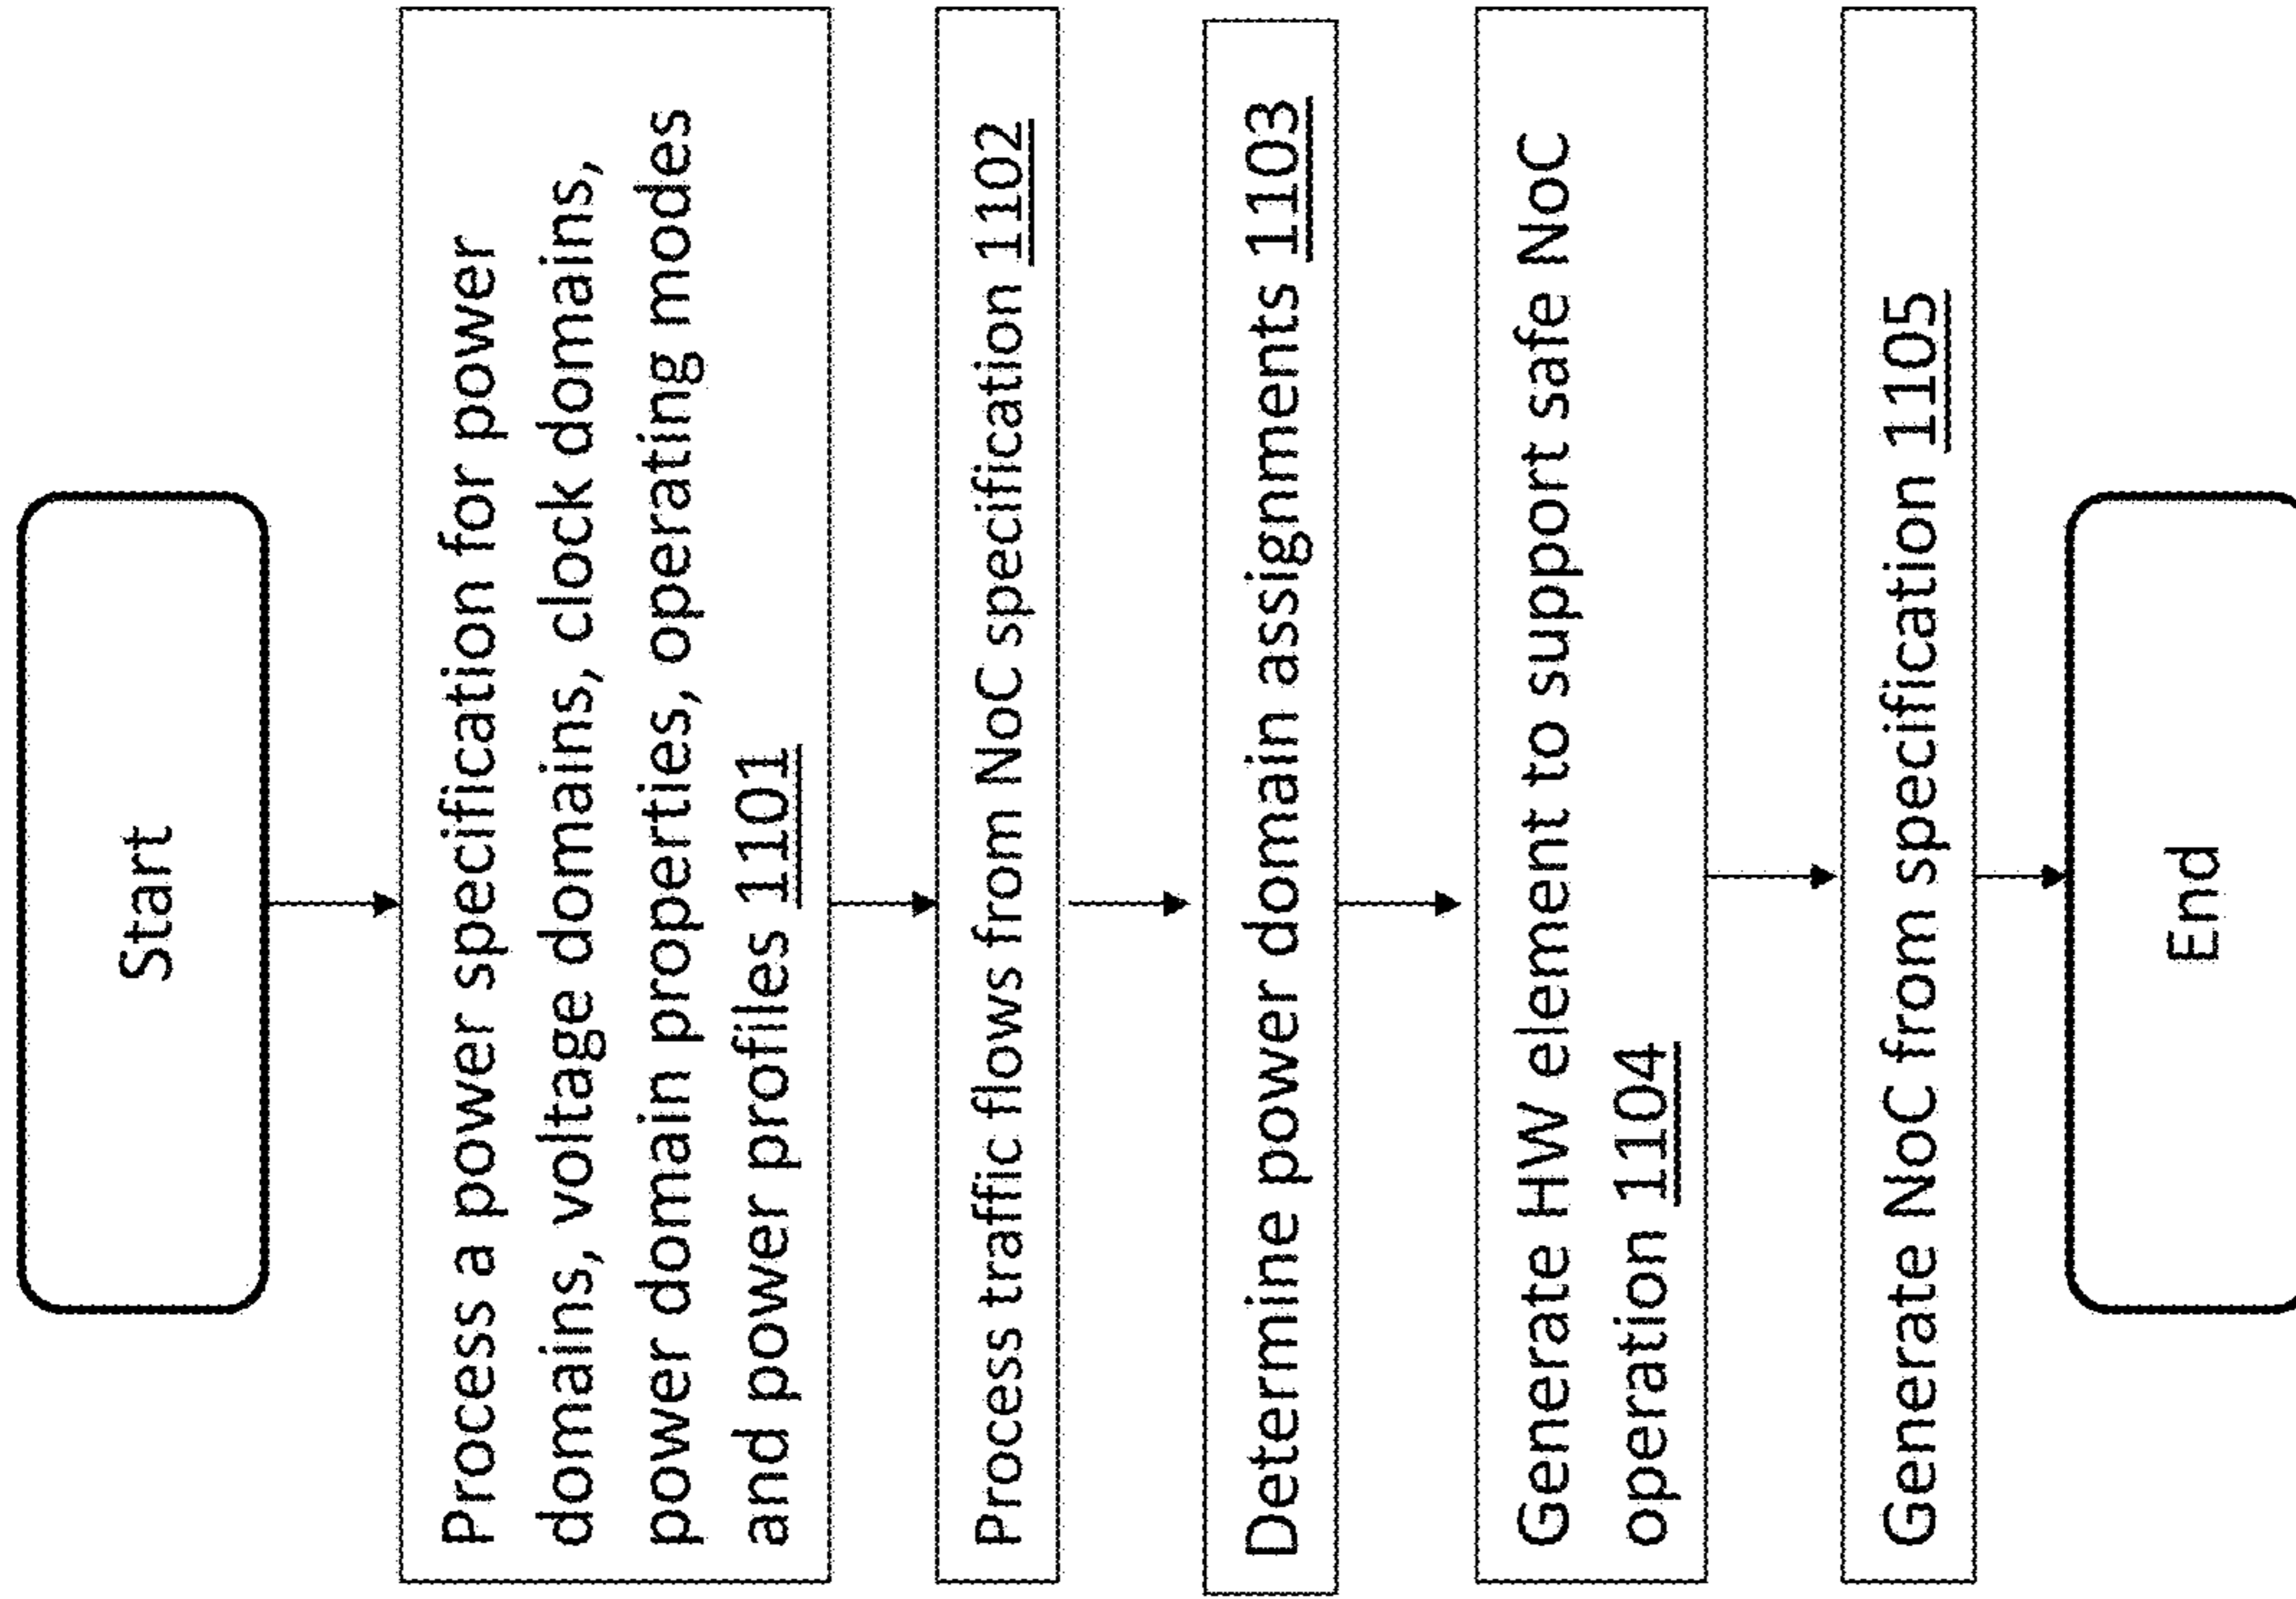 Start
Process a power specification for power
domains, voltage domains, clock domains,
power domain properties, operating modes
and power profiles 1101
Process traffic flows from NoC specification 1102
Determine power domain assignments 1103
Generate HW element to support safe NoC
operation 1104
Generate NoC from specification 1105
End